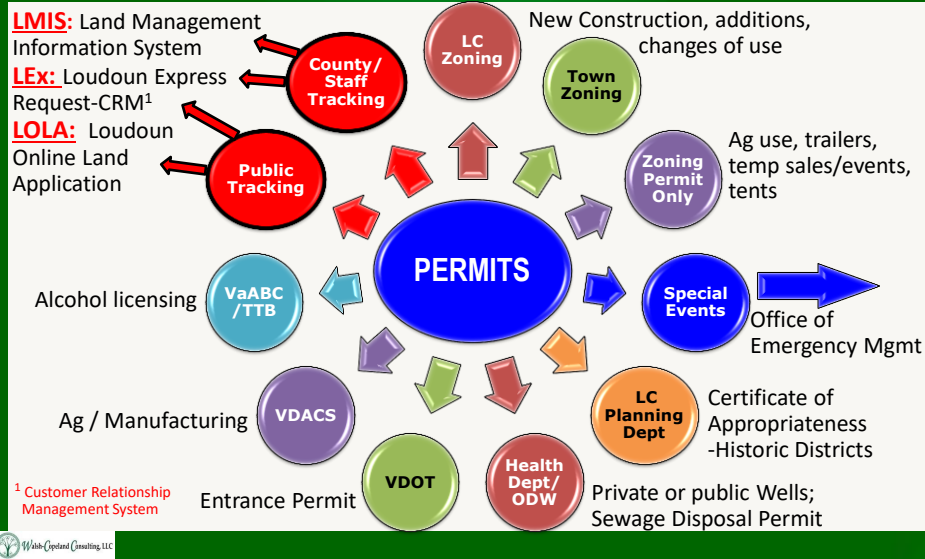 LMIS: Land Management
Information System
LEx: Loudoun Express
Request-CRM1
LOLA: Loudoun
Online Land
Application
County/
Staff
Tracking
Public
Tracking
LC
Zoning
New Construction, additions,
changes of use
Town
Zoning
Zoning
Permit
Only
Ag use, trailers,
temp sales/events,
tents
PERMITS
Special
Events
Office of
Emergency Mgmt
LC
Planning
Dept
Certificate of
Appropriateness
-Historic Districts
Health
Dept/
ODW
Private or public Wells;
Sewage Disposal Permit
VDOT
Entrance Permit
VDACS
Ag / Manufacturing
VaABC
/TTB
Alcohol licensing
1 Customer Relationship
Management System
Walsh-Copeland Consulting, LLC